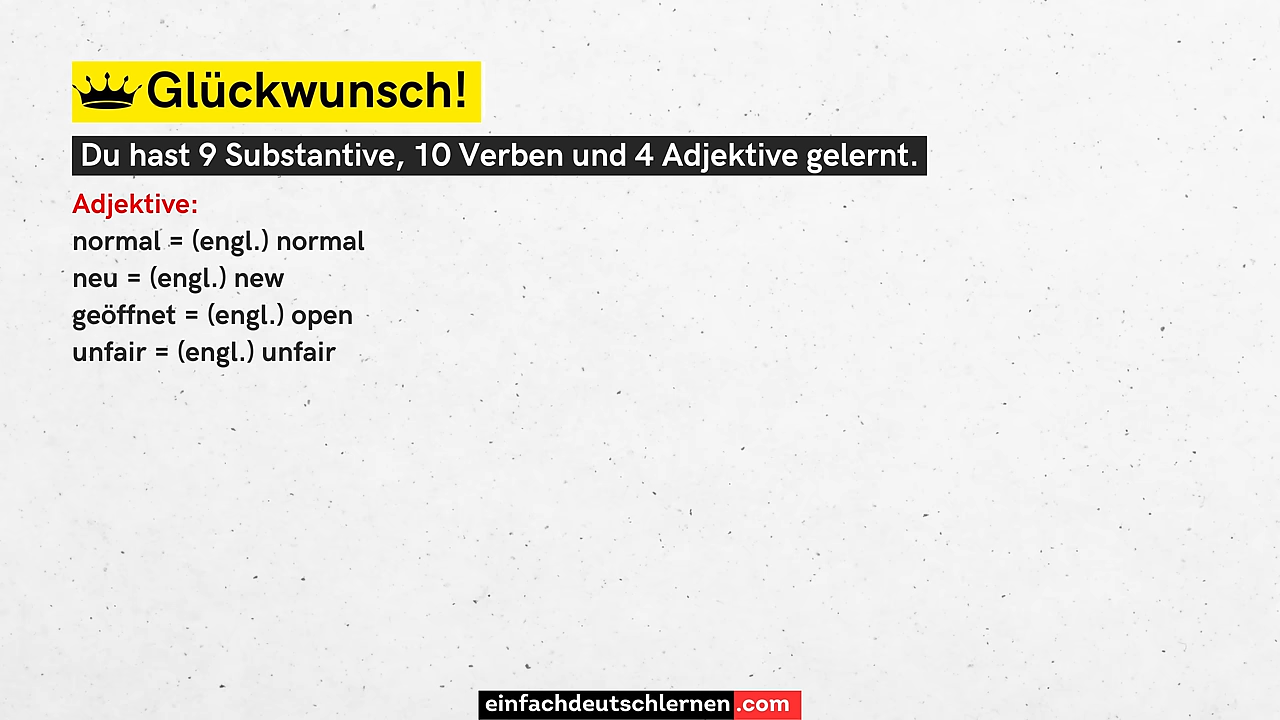 Glückwunsch!
Du hast 9 Substantive, 10 Verben und 4 Adjektive gelernt.
Adjektive:
normal = (engl.) normal
neu = (engl.) new
geöffnet = (engl.) open
unfair = (engl.) unfair
einfachdeutschlernen.com